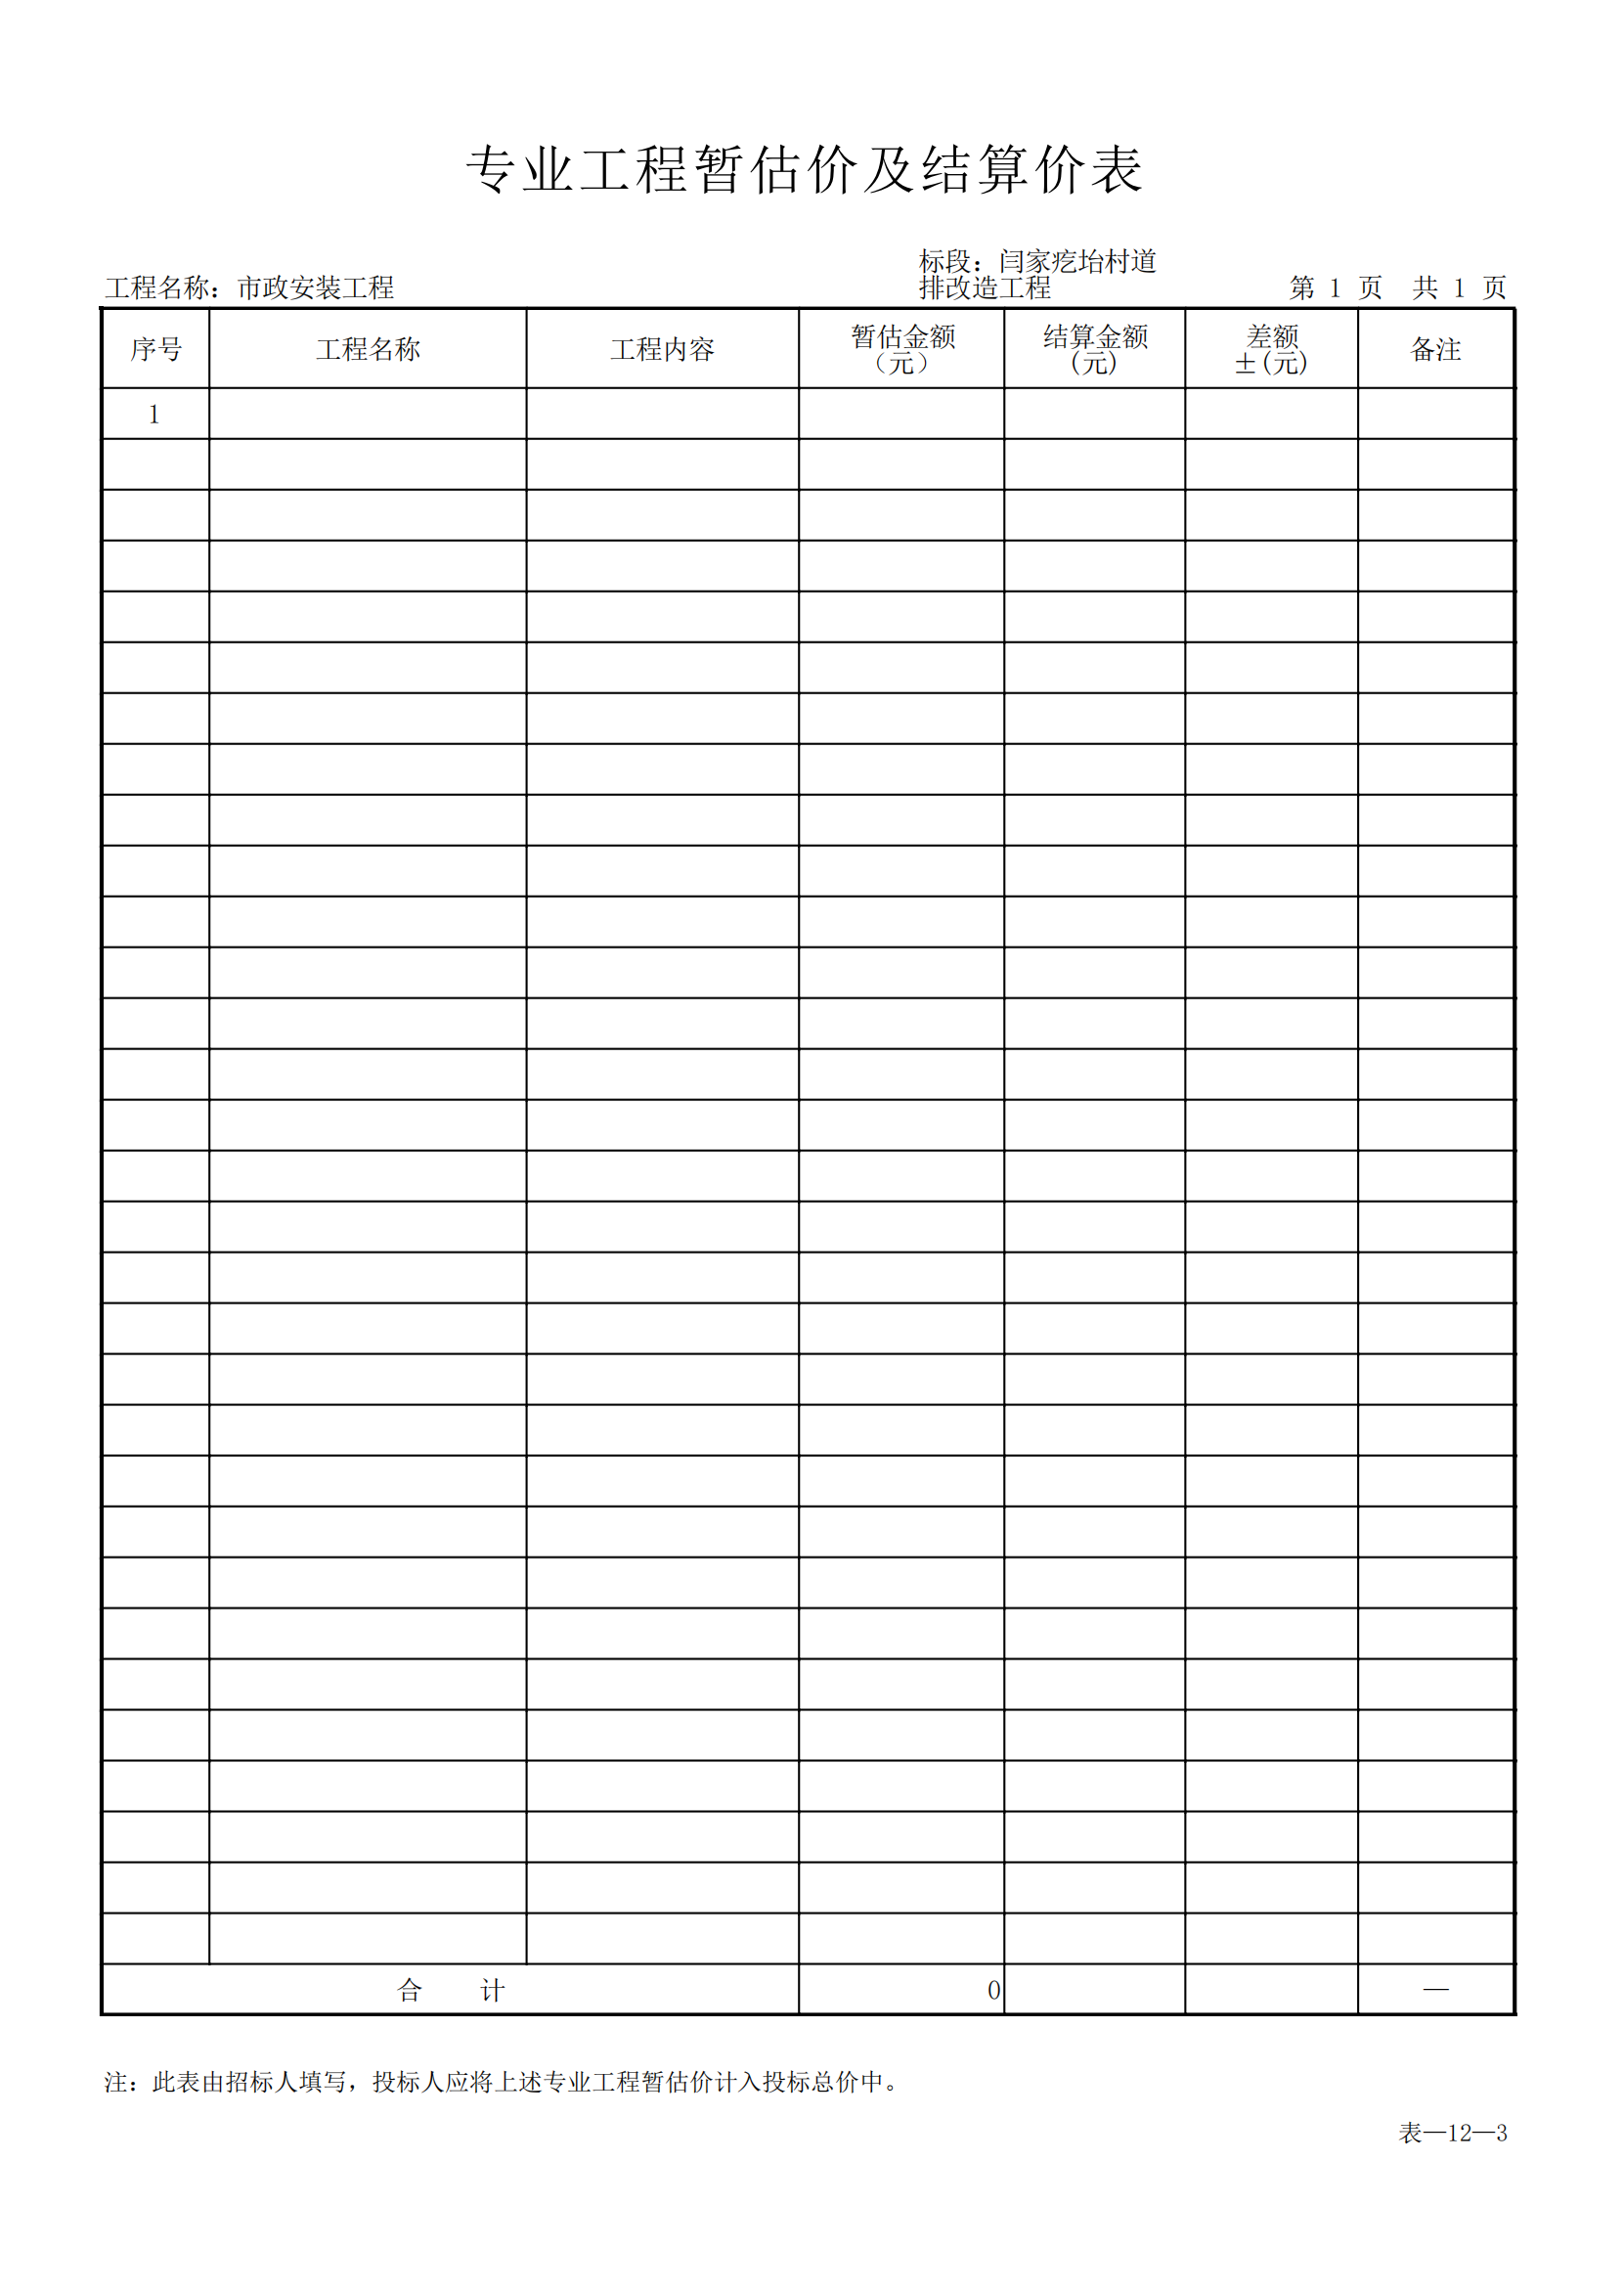 专业工程暂估价及结算价表
标段：闫家疙坮村道
工程名称：市政安装工程 排改造工程 第 1 页 共 1 页
序号 工程名称 工程内容 暂估金额（元） 结算金额(元) 差额±(元) 备注
1
合 计 0 —
注：此表由招标人填写，投标人应将上述专业工程暂估价计入投标总价中。
表—12—3